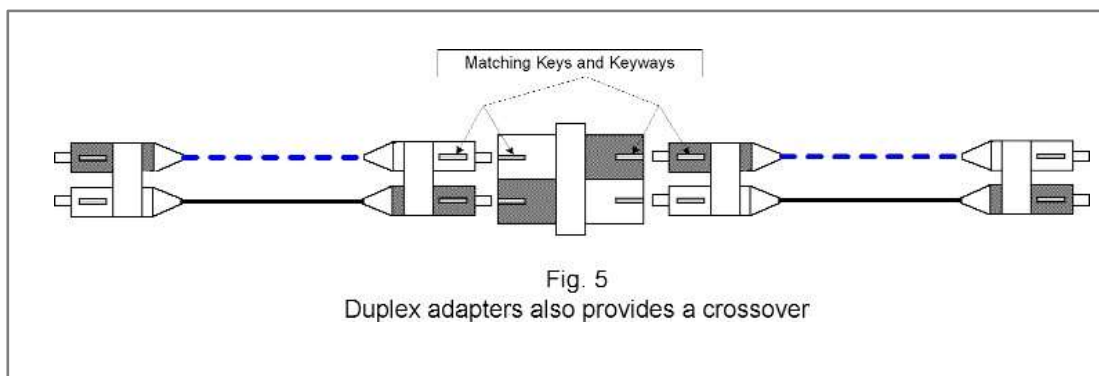 Matching Keys and Keyways
Fig. 5
Duplex adapters also provides a crossover